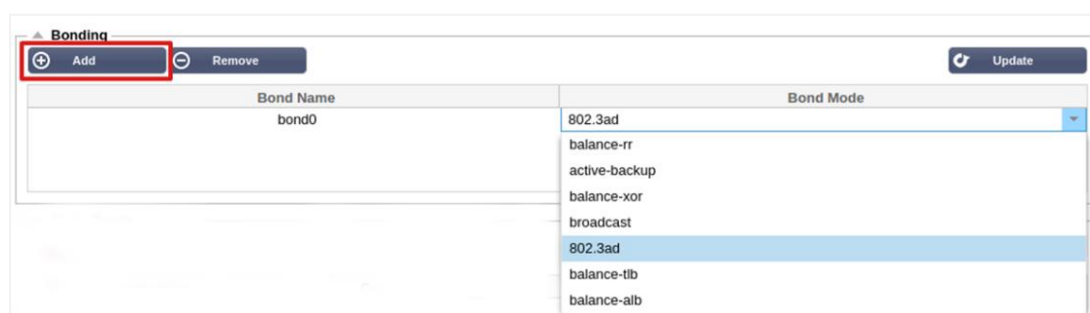 Bonding
Add Remove Update
Bond Name Bond Mode
bond0 802.3ad
balance-rr
active-backup
balance-xor
broadcast
802.3ad
balance-tlb
balance-alb